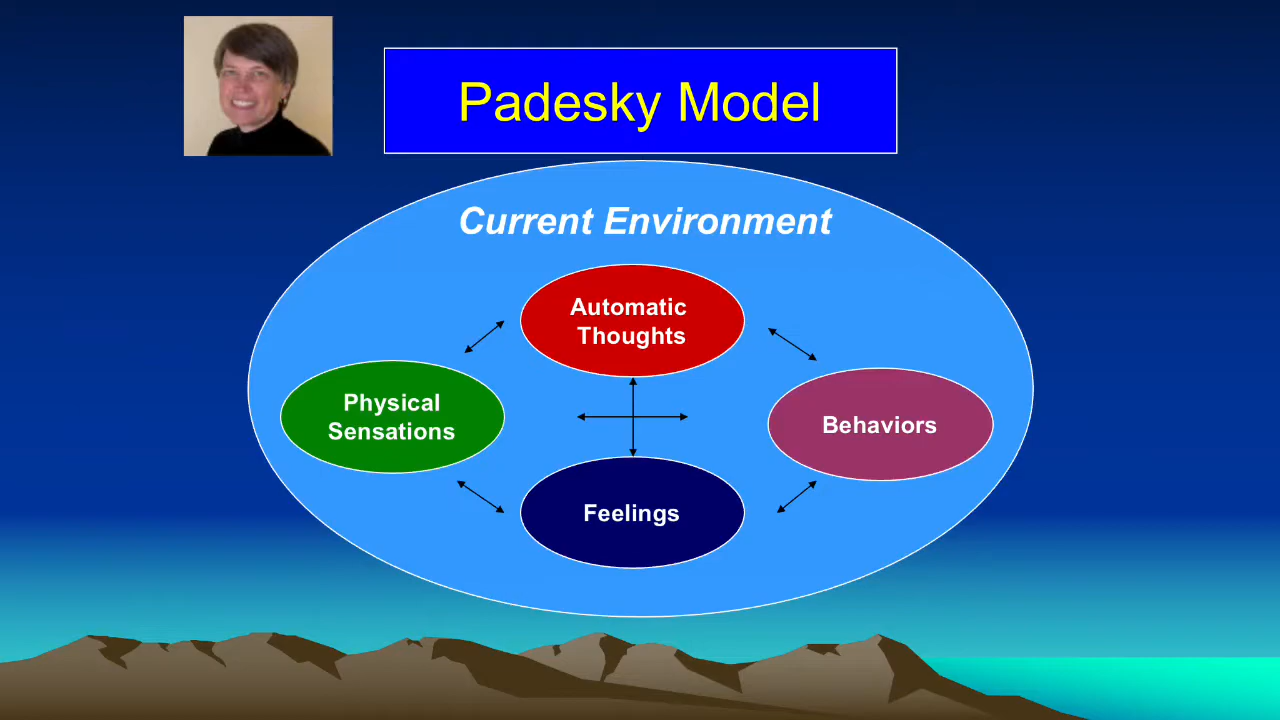 Padesky Model
Current Environment
Automatic
Thoughts
Physical
Sensations
Behaviors
Feelings